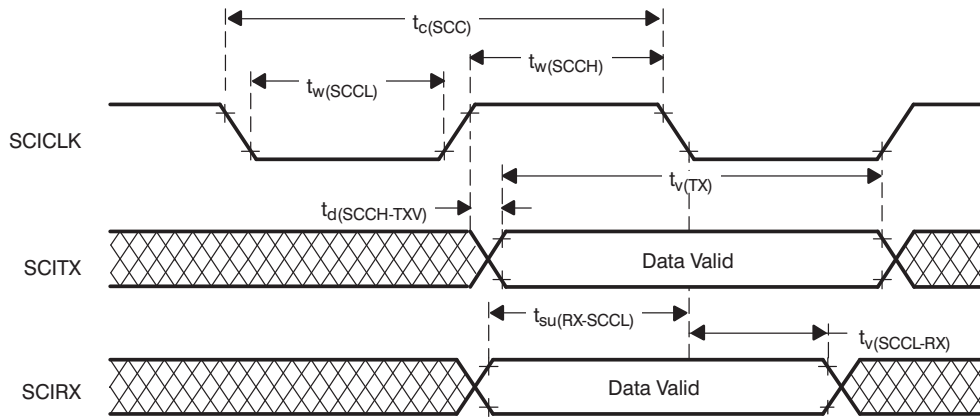 tc(SCC)
tw(SCCH)
tw(SCCL)
SCICLK
tv(TX)
td(SCCH-TXV)
SCITX
Data Valid
tsu(RX-SCCL)
tv(SCCL-RX)
SCIRX
Data Valid